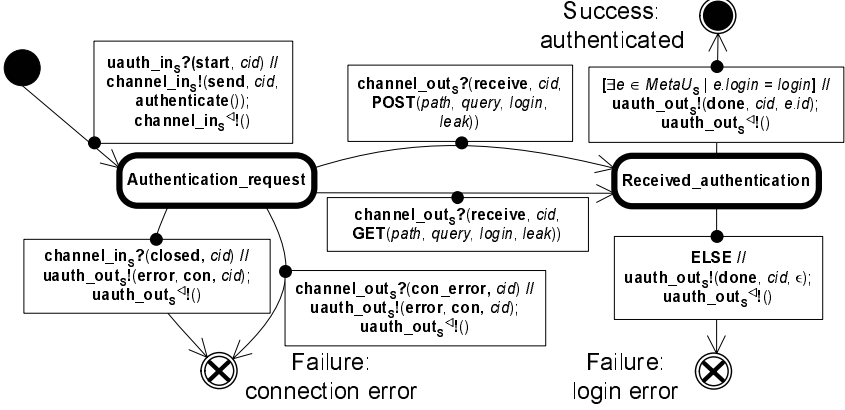 Success:
authenticated
uauth_inₛ?(start, cid) //
channel_inₛ!(send, cid,
authenticate());
channel_inₛ◁!()
channel_outₛ?(receive, cid,
POST(path, query, login,
leak))
[∃e ∈ MetaUₛ | e.login = login] //
uauth_outₛ!(done, cid, e.id);
uauth_outₛ◁!()
Authentication_request
Received_authentication
channel_outₛ?(receive, cid,
GET(path, query, login, leak))
channel_inₛ?(closed, cid) //
uauth_outₛ!(error, con, cid);
uauth_outₛ◁!()
ELSE //
uauth_outₛ!(done, cid, ϵ);
uauth_outₛ◁!()
channel_outₛ?(con_error, cid) //
uauth_outₛ!(error, con, cid);
uauth_outₛ◁!()
Failure:
connection error
Failure:
login error